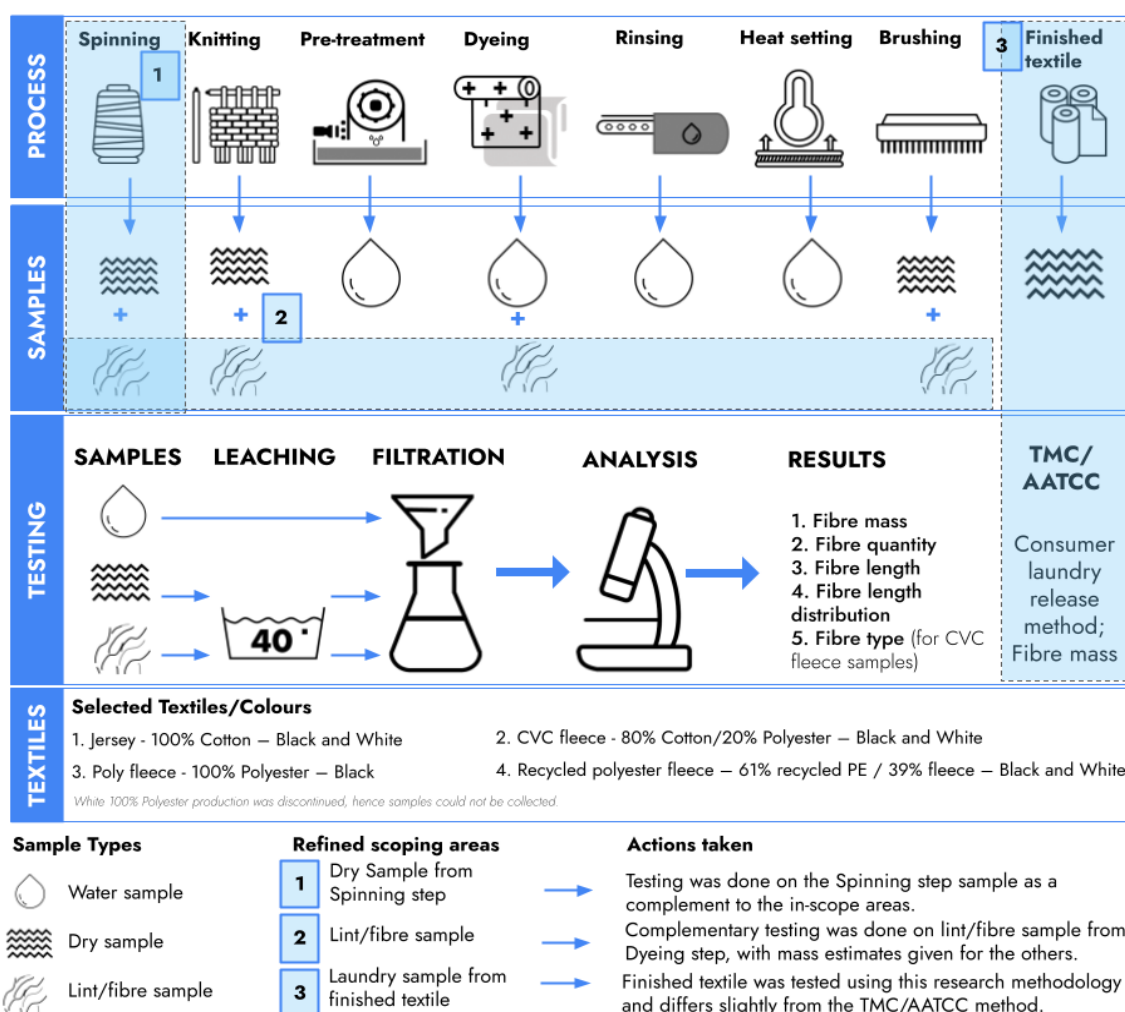 PROCESS
Spinning
Knitting
Pre-treatment
Dyeing
Rinsing
Heat setting
Brushing
Finished
textile
1
3
SAMPLES
+
+
2
+
+
TESTING
SAMPLES
LEACHING
FILTRATION
ANALYSIS
RESULTS
40°
1. Fibre mass
2. Fibre quantity
3. Fibre length
4. Fibre length
distribution
5. Fibre type (for CVC
fleece samples)
TMC/
AATCC
Consumer
laundry
release
method;
Fibre mass
TEXTILES
Selected Textiles/Colours
1. Jersey - 100% Cotton – Black and White
2. CVC fleece - 80% Cotton/20% Polyester – Black and White
3. Poly fleece - 100% Polyester – Black
4. Recycled polyester fleece – 61% recycled PE / 39% fleece – Black and White
White 100% Polyester production was discontinued, hence samples could not be collected.
Sample Types
Water sample
Dry sample
Lint/fibre sample
Refined scoping areas
1
Dry Sample from
Spinning step
2
Lint/fibre sample
3
Laundry sample from
finished textile
Actions taken
Testing was done on the Spinning step sample as a
complement to the in-scope areas.
Complementary testing was done on lint/fibre sample from
Dyeing step, with mass estimates given for the others.
Finished textile was tested using this research methodology
and differs slightly from the TMC/AATCC method.